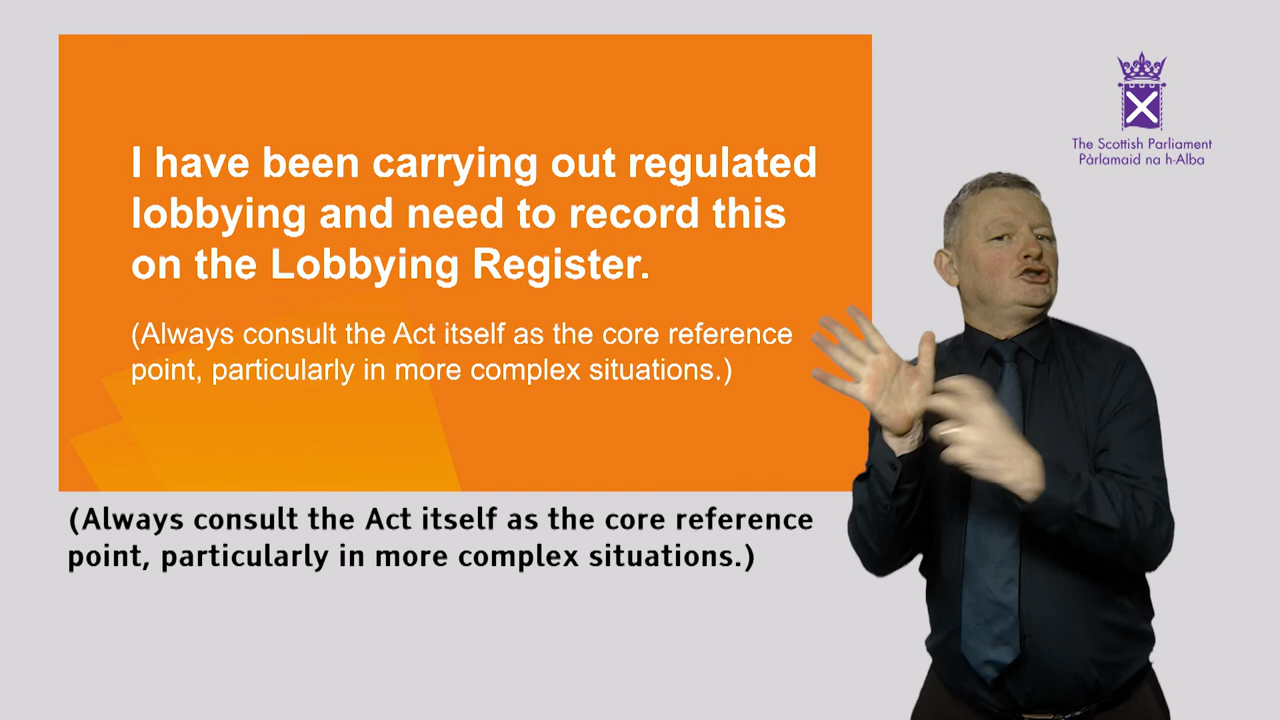 I have been carrying out regulated
lobbying and need to record this
on the Lobbying Register.
(Always consult the Act itself as the core reference
point, particularly in more complex situations.)
(Always consult the Act itself as the core reference
point, particularly in more complex situations.)
The Scottish Parliament
Pàrlamaid na h-Alba